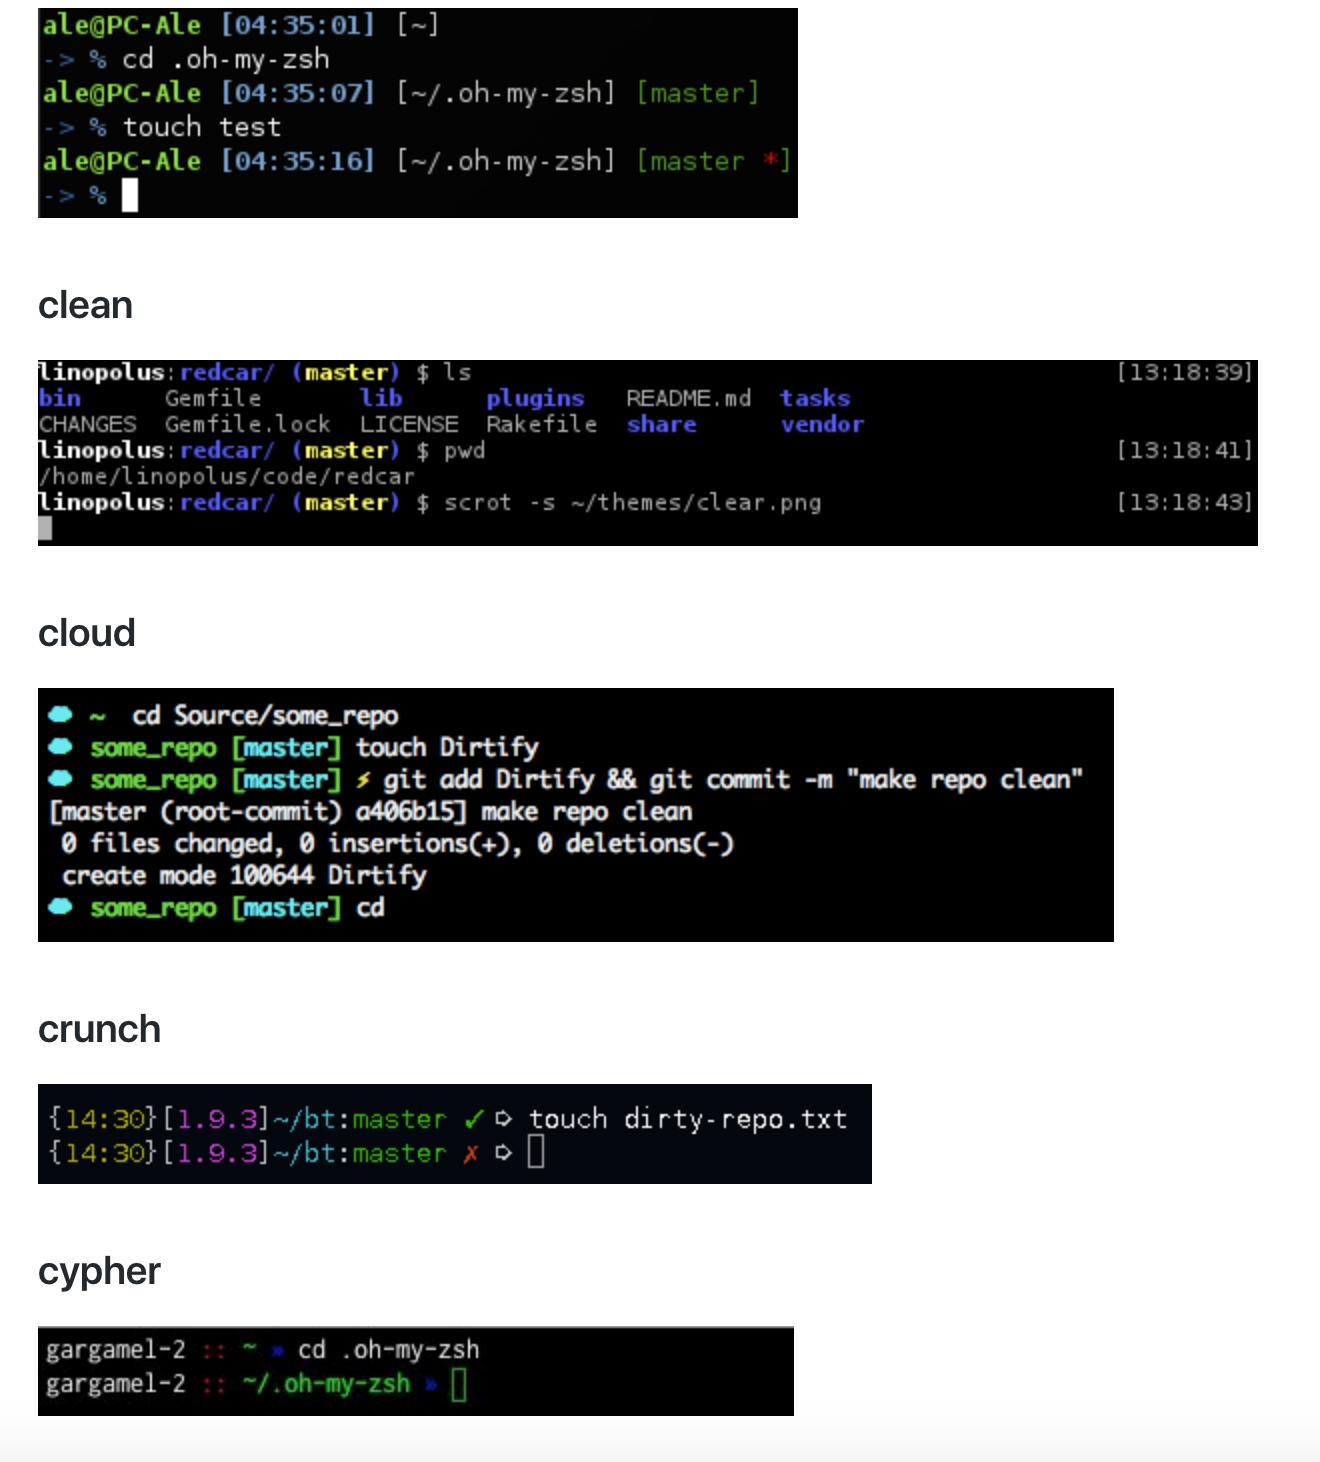 ale@PC-Ale [04:35:01] [~]
-> % cd .oh-my-zsh
ale@PC-Ale [04:35:07] [~/.oh-my-zsh] [master]
-> % touch test
ale@PC-Ale [04:35:16] [~/.oh-my-zsh] [master *]
-> %
clean
linopolus:redcar/ (master) $ ls [13:18:39]
bin Gemfile lib plugins README.md tasks
CHANGES Gemfile.lock LICENSE Rakefile share vendor
linopolus:redcar/ (master) $ pwd [13:18:41]
/home/linopolus/code/redcar
linopolus:redcar/ (master) $ scrot -s ~/themes/clear.png [13:18:43]
cloud
☁ ~ cd Source/some_repo
☁ some_repo [master] touch Dirtify
☁ some_repo [master] ⚡ git add Dirtify && git commit -m "make repo clean"
[master (root-commit) a406b15] make repo clean
0 files changed, 0 insertions(+), 0 deletions(-)
create mode 100644 Dirtify
☁ some_repo [master] cd
crunch
{14:30}[1.9.3]~/bt:master ✓ ➭ touch dirty-repo.txt
{14:30}[1.9.3]~/bt:master ✗ ➭
cypher
gargamel-2 :: ~ » cd .oh-my-zsh
gargamel-2 :: ~/.oh-my-zsh »